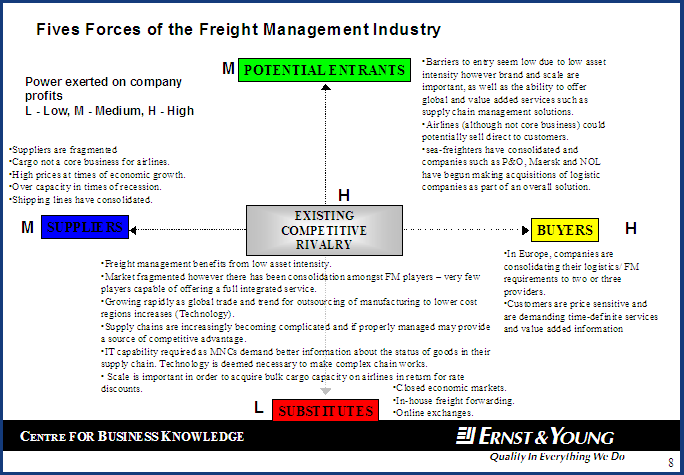 Fives Forces of the Freight Management Industry
Power exerted on company
profits
L - Low, M - Medium, H - High
M
POTENTIAL ENTRANTS
•Barriers to entry seem low due to low asset
intensity however brand and scale are
important, as well as the ability to offer
global and value added services such as
supply chain management solutions.
•Airlines (although not core business) could
potentially sell direct to customers.
•sea-freighters have consolidated and
companies such as P&O, Maersk and NOL
have begun making acquisitions of logistic
companies as part of an overall solution.
•Suppliers are fragmented
•Cargo not a core business for airlines.
•High prices at times of economic growth.
•Over capacity in times of recession.
•Shipping lines have consolidated.
M
SUPPLIERS
H
EXISTING
COMPETITIVE
RIVALRY
BUYERS
H
•In Europe, companies are
consolidating their logistics/ FM
requirements to two or three
providers.
•Customers are price sensitive and
are demanding time-definite services
and value added information
•Freight management benefits from low asset intensity.
•Market fragmented however there has been consolidation amongst FM players – very few
players capable of offering a full integrated service.
•Growing rapidly as global trade and trend for outsourcing of manufacturing to lower cost
regions increases (Technology).
•Supply chains are increasingly becoming complicated and if properly managed may provide
a source of competitive advantage.
•IT capability required as MNCs demand better information about the status of goods in their
supply chain. Technology is deemed necessary to make complex chain works.
• Scale is important in order to acquire bulk cargo capacity on airlines in return for rate
discounts.
L
SUBSTITUTES
•Closed economic markets.
•In-house freight forwarding.
•Online exchanges.
CENTRE FOR BUSINESS KNOWLEDGE
ERNST & YOUNG
Quality In Everything We Do
8